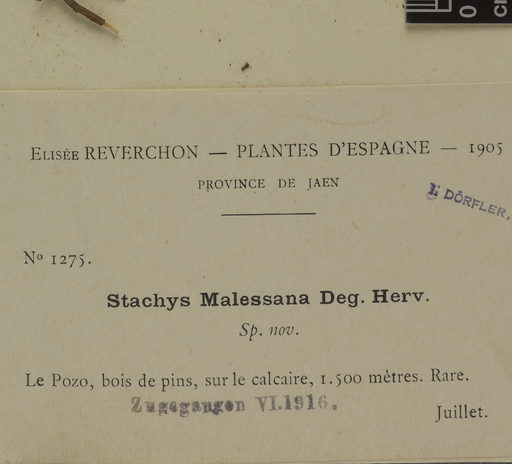 Elisée REVERCHON — PLANTES D'ESPAGNE — 1905
PROVINCE DE JAEN
DÖRFLER,
Nº 1275.
Stachys Malessana Deg. Herv.
Sp. nov.
Le Pozo, bois de pins, sur le calcaire, 1.500 mètres. Rare.
Zugegangen VI.1916.
Juillet.